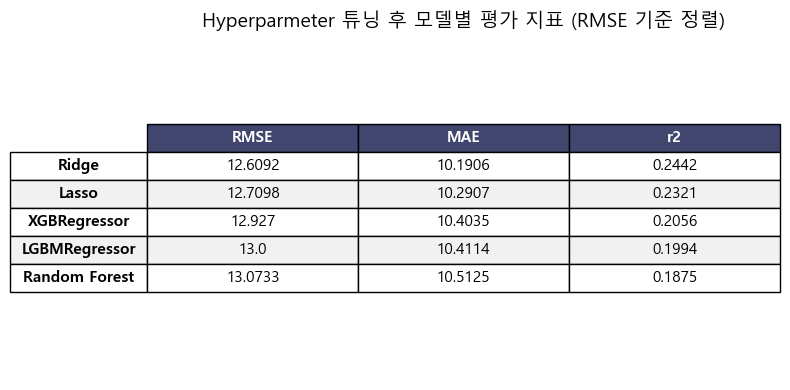 Hyperparmeter 튜닝 후 모델별 평가 지표 (RMSE 기준 정렬)
RMSE MAE r2
Ridge 12.6092 10.1906 0.2442
Lasso 12.7098 10.2907 0.2321
XGBRegressor 12.927 10.4035 0.2056
LGBMRegressor 13.0 10.4114 0.1994
Random Forest 13.0733 10.5125 0.1875